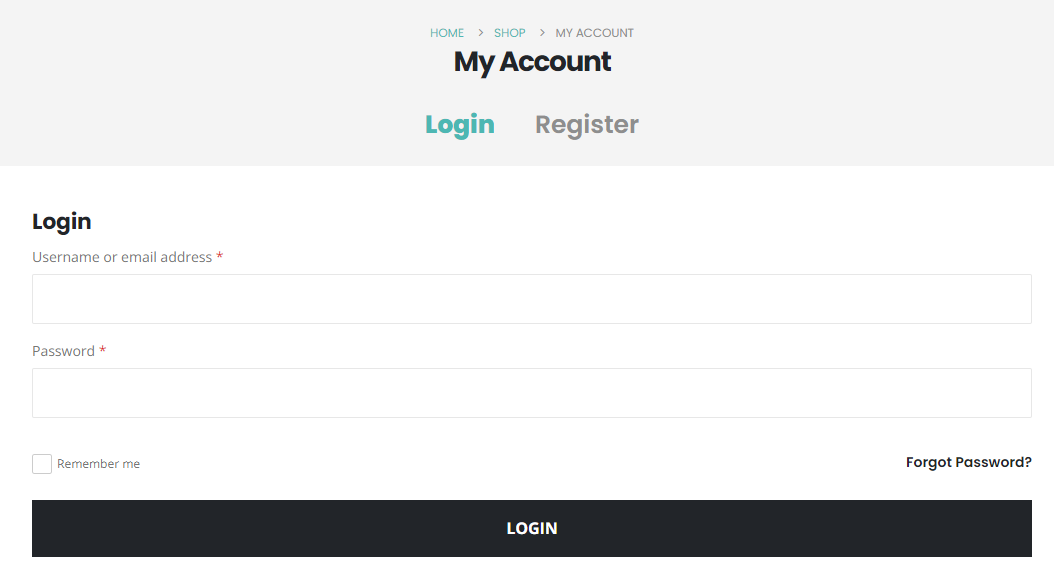 HOME > SHOP > MY ACCOUNT
My Account
Login Register
Login
Username or email address *
Password *
Remember me Forgot Password?
LOGIN